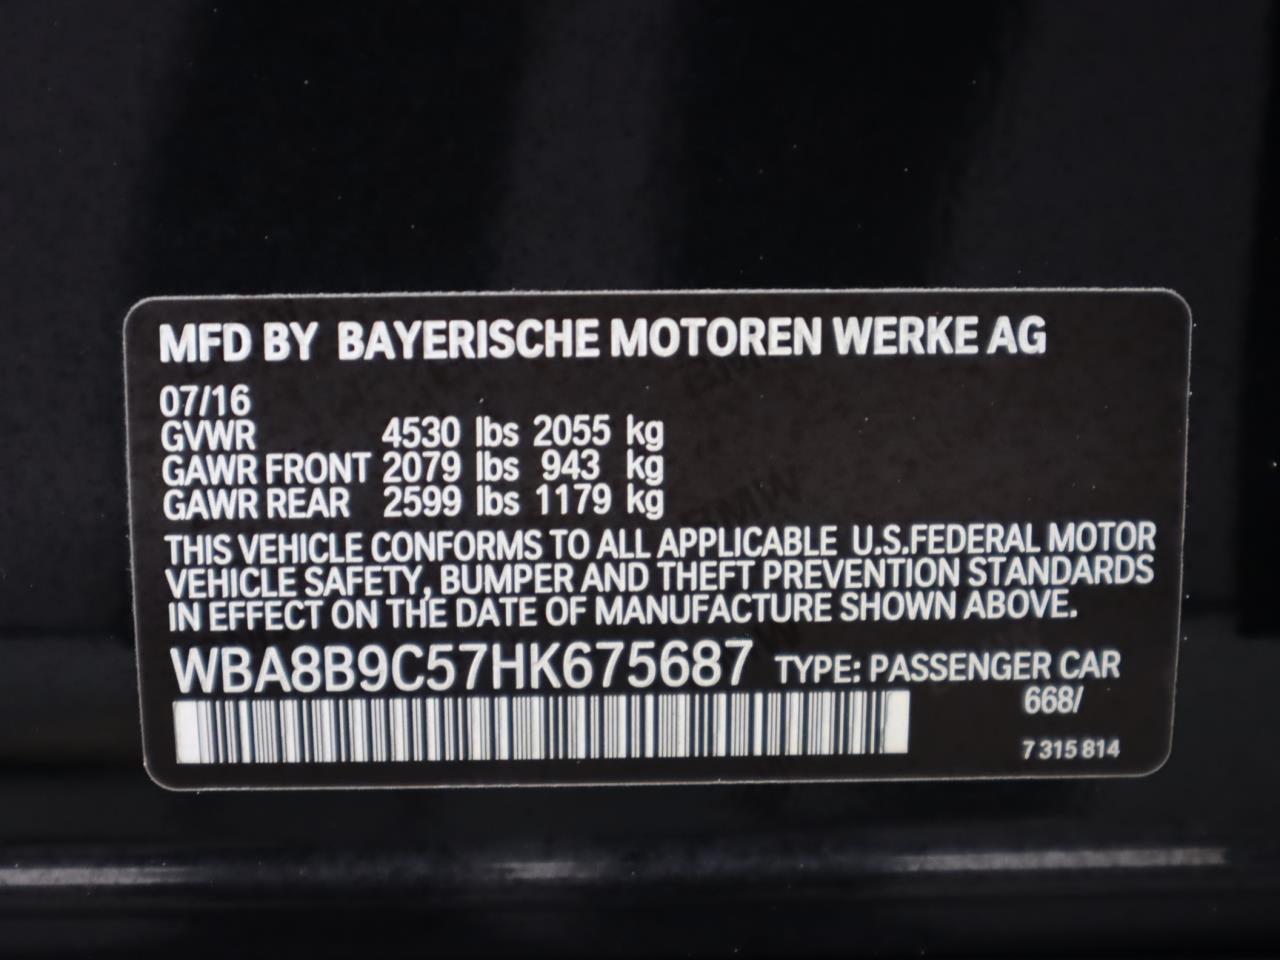 MFD BY BAYERISCHE MOTOREN WERKE AG
07/16
GVWR 4530 lbs 2055 kg
GAWR FRONT 2079 lbs 943 kg
GAWR REAR 2599 lbs 1179 kg
THIS VEHICLE CONFORMS TO ALL APPLICABLE U.S.FEDERAL MOTOR
VEHICLE SAFETY, BUMPER AND THEFT PREVENTION STANDARDS
IN EFFECT ON THE DATE OF MANUFACTURE SHOWN ABOVE.
WBA8B9C57HK675687 TYPE: PASSENGER CAR
668/
7 315 814